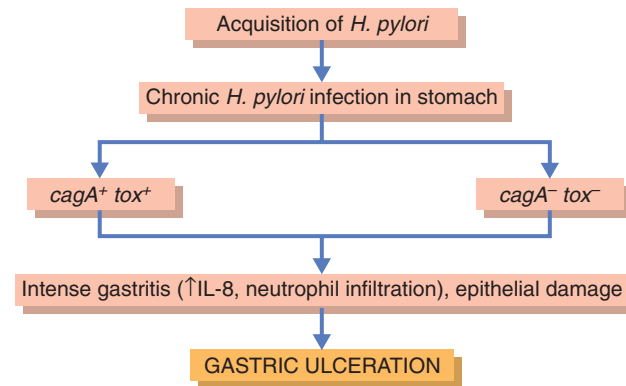 Acquisition of H. pylori
Chronic H. pylori infection in stomach
cagA⁺ tox⁺
cagA⁻ tox⁻
Intense gastritis (↑IL-8, neutrophil infiltration), epithelial damage
GASTRIC ULCERATION